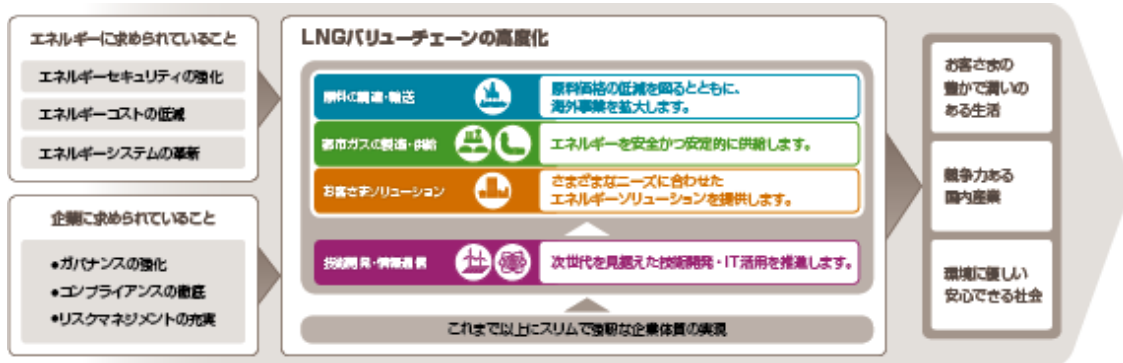 エネルギーに求められていること
エネルギーセキュリティの強化
エネルギーコストの低減
エネルギーシステムの革新
企業に求められていること
●ガバナンスの強化
●コンプライアンスの徹底
●リスクマネジメントの充実
LNGバリューチェーンの高度化
原料の調達・輸送
原料価格の低減を図るとともに、
海外事業を拡大します。
都市ガスの製造・供給
エネルギーを安全かつ安定的に供給します。
お客さまソリューション
さまざまなニーズに合わせた
エネルギーソリューションを提供します。
技術開発・情報通信
次世代を見据えた技術開発・IT活用を推進します。
これまで以上にスリムで強靭な企業体質の実現
お客さまの
豊かで潤いの
ある生活
競争力ある
国内産業
環境に優しい
安心できる社会